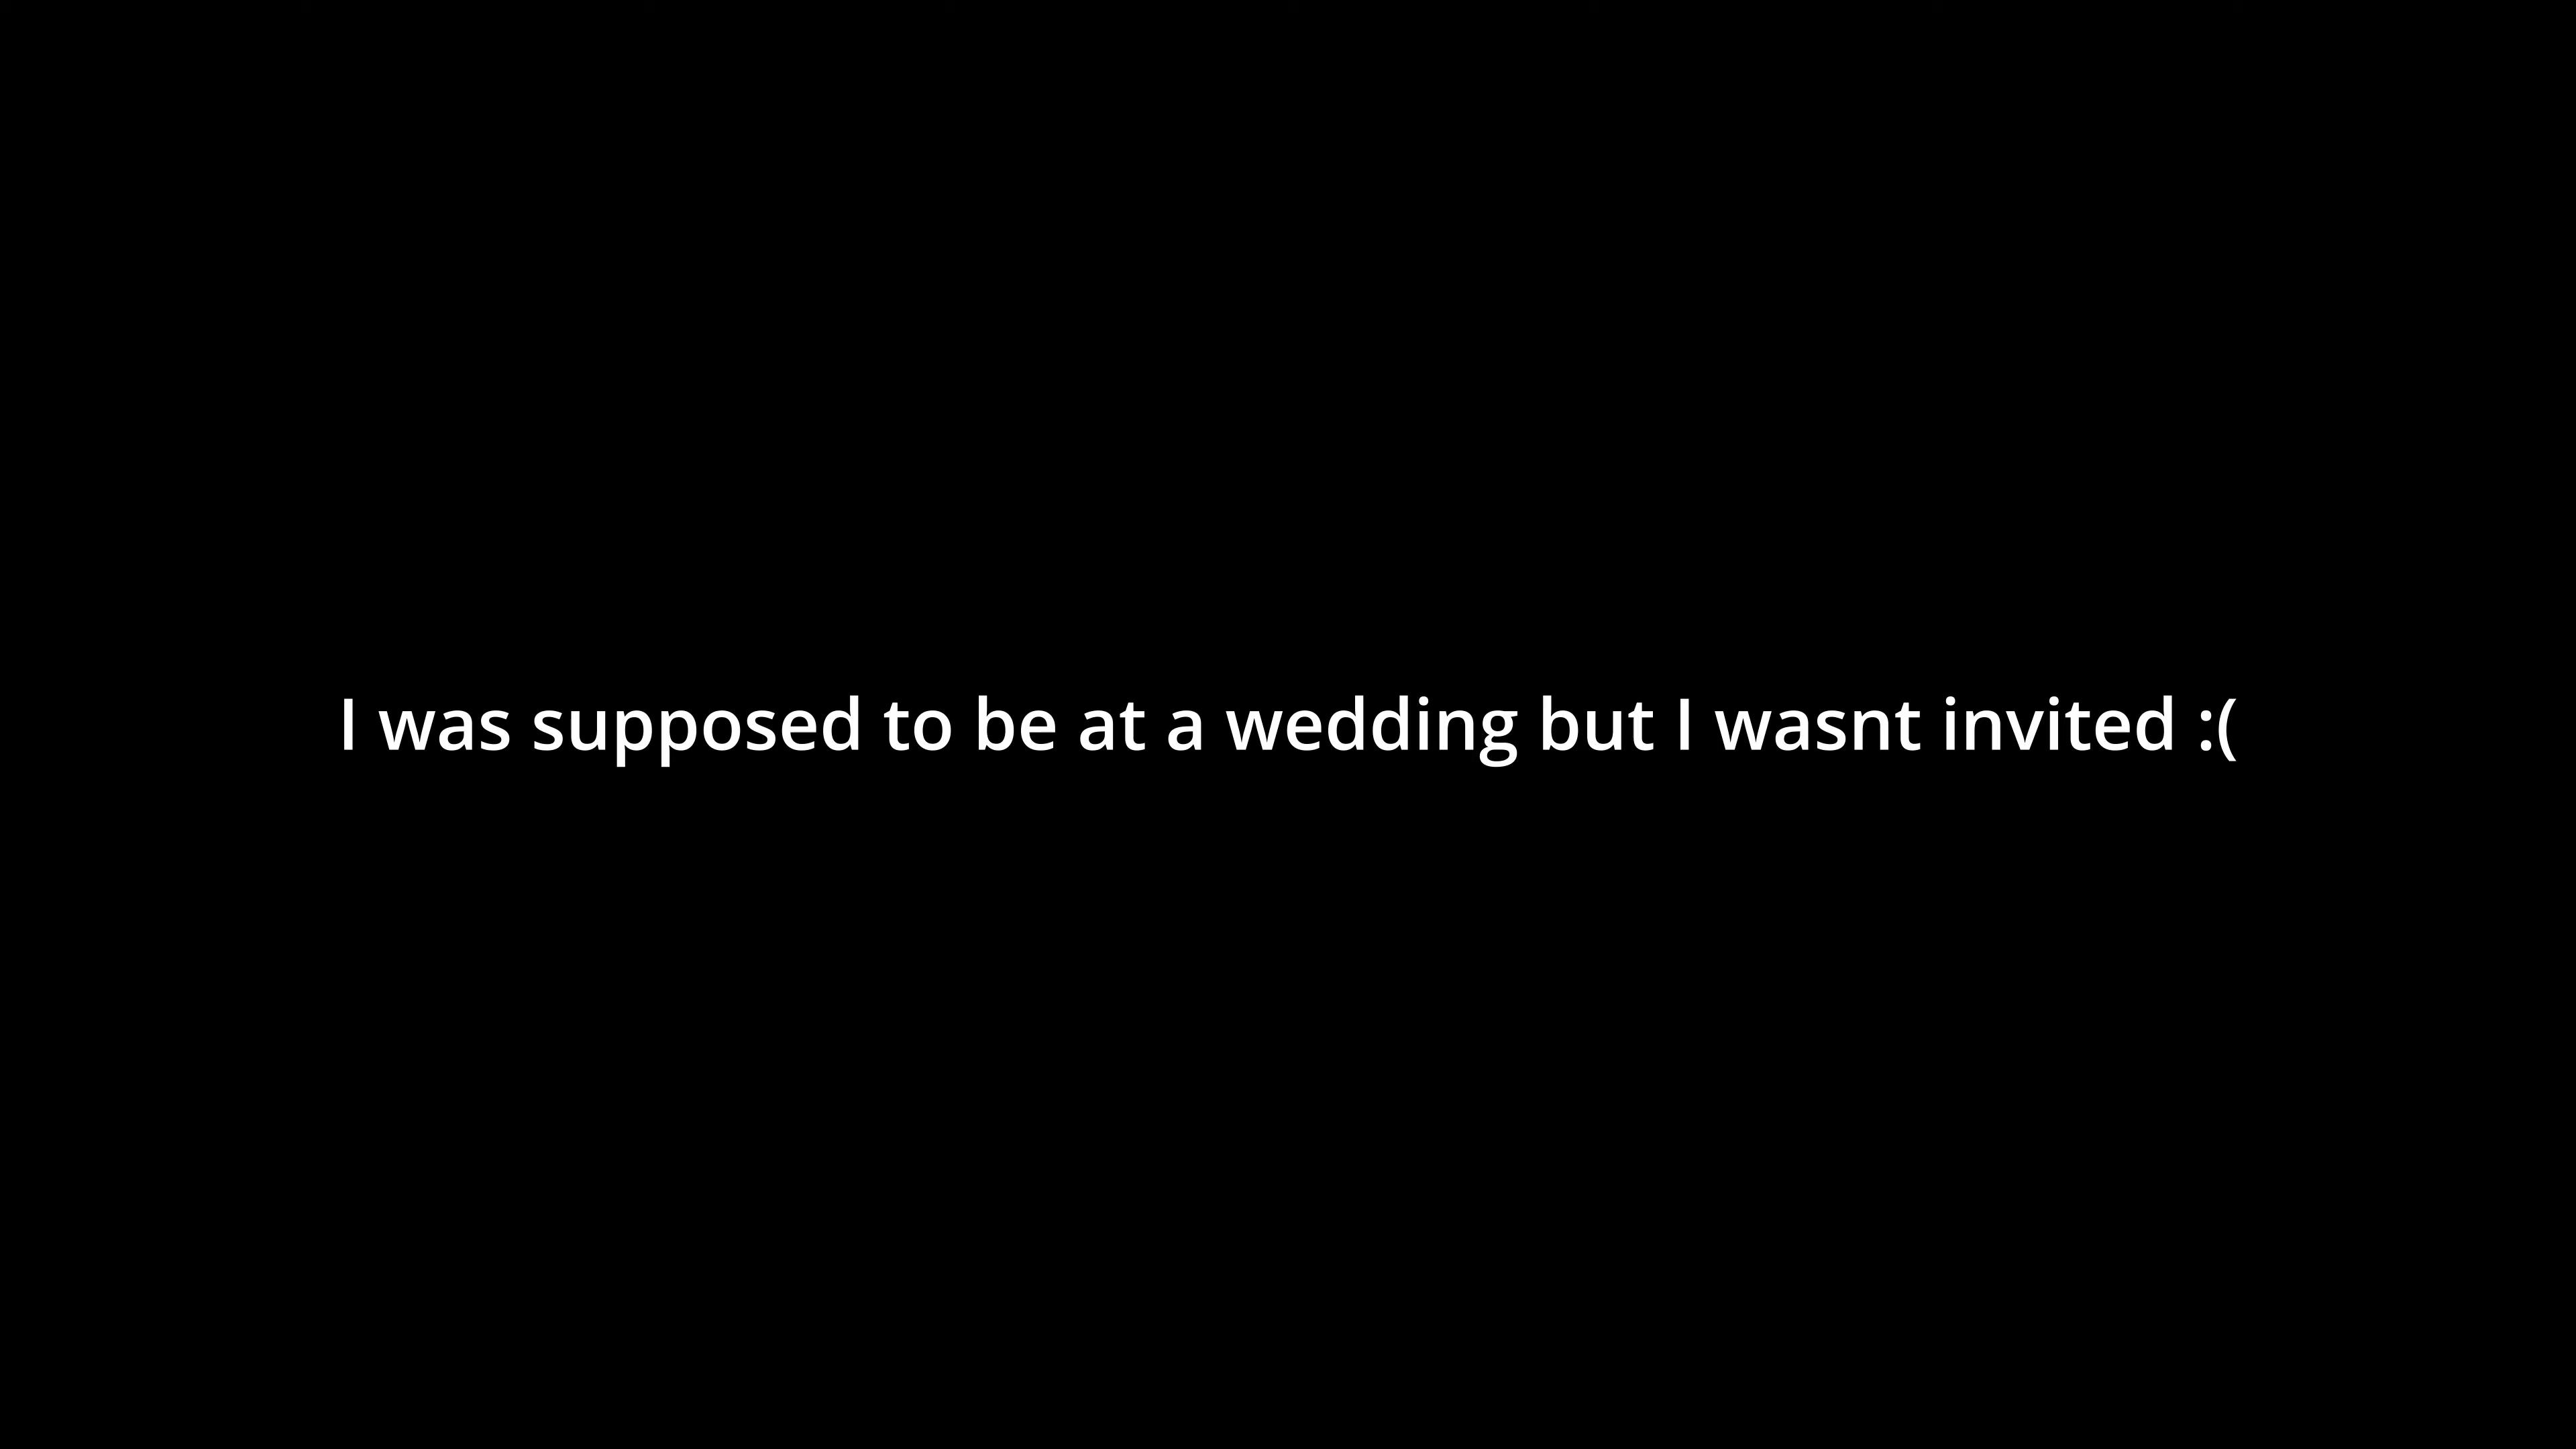 I was supposed to be at a wedding but I wasnt invited :(